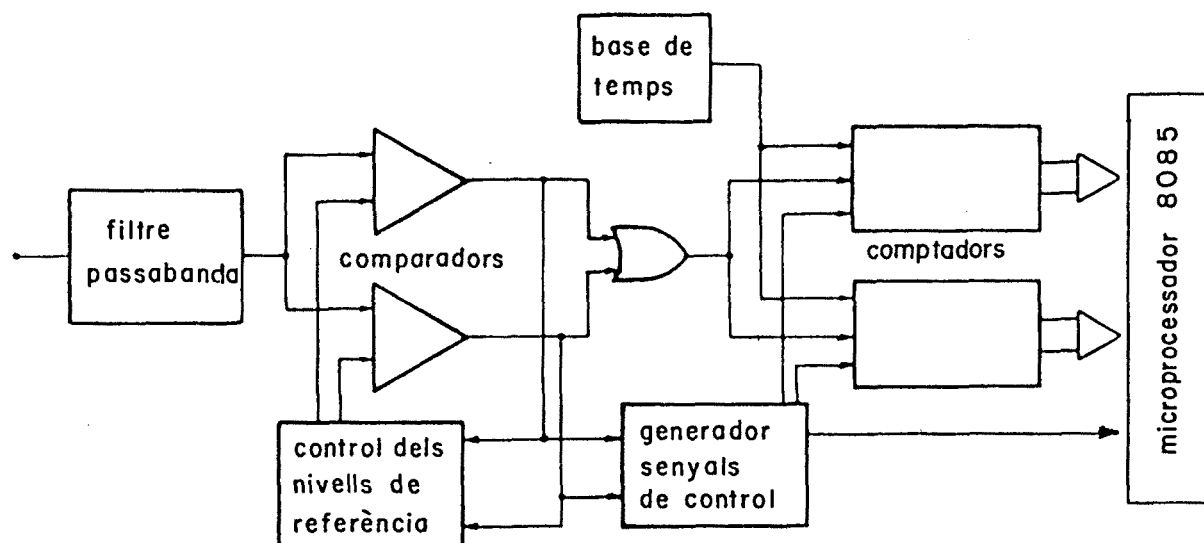 base de
temps
filtre
passabanda
comparadors
comptadors
control dels
nivells de
referència
generador
senyals
de control
microprocessador 8085